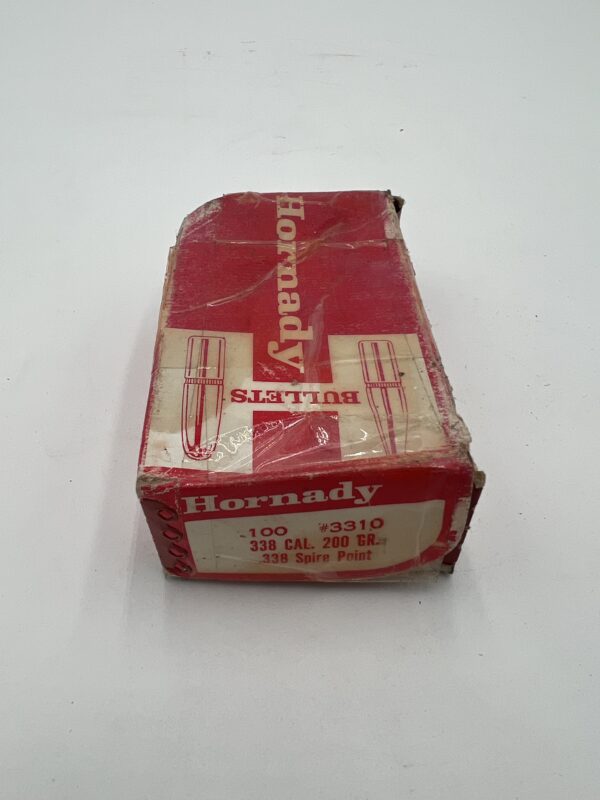 Hornady
BULLETS
Hornady
100 #3310
338 CAL. 200 GR.
.338 Spire Point